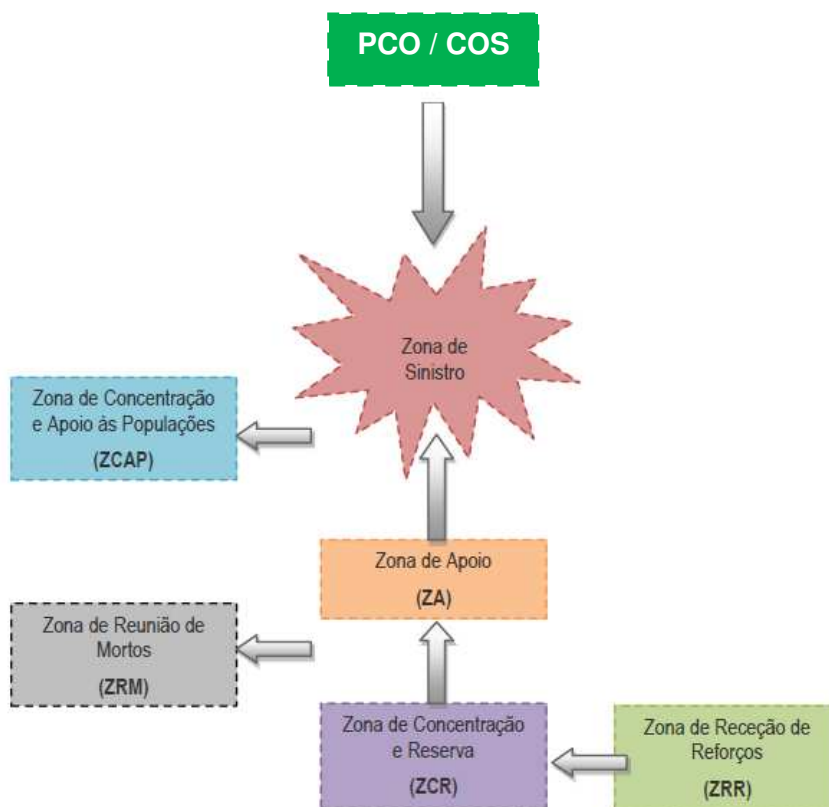 PCO / COS
Zona de
Sinistro
Zona de Concentração
e Apoio às Populações
(ZCAP)
Zona de Apoio
(ZA)
Zona de Reunião de
Mortos
(ZRM)
Zona de Concentração
e Reserva
(ZCR)
Zona de Receção de
Reforços
(ZRR)